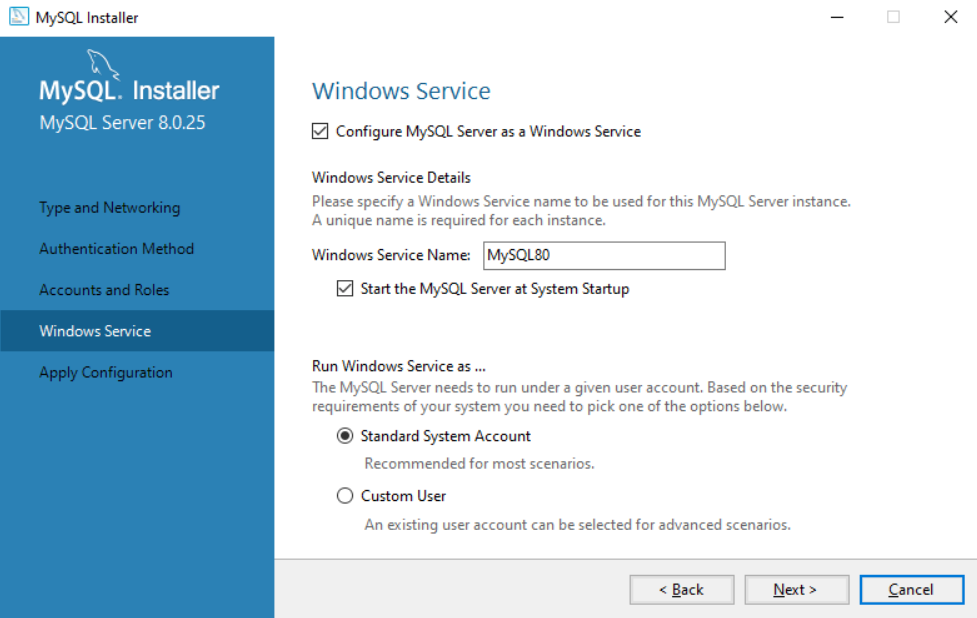 MySQL Installer
MySQL. Installer
MySQL Server 8.0.25
Type and Networking
Authentication Method
Accounts and Roles
Windows Service
Apply Configuration
Windows Service
Configure MySQL Server as a Windows Service
Windows Service Details
Please specify a Windows Service name to be used for this MySQL Server instance.
A unique name is required for each instance.
Windows Service Name: MySQL80
Start the MySQL Server at System Startup
Run Windows Service as ...
The MySQL Server needs to run under a given user account. Based on the security
requirements of your system you need to pick one of the options below.
Standard System Account
Recommended for most scenarios.
Custom User
An existing user account can be selected for advanced scenarios.
< Back Next > Cancel